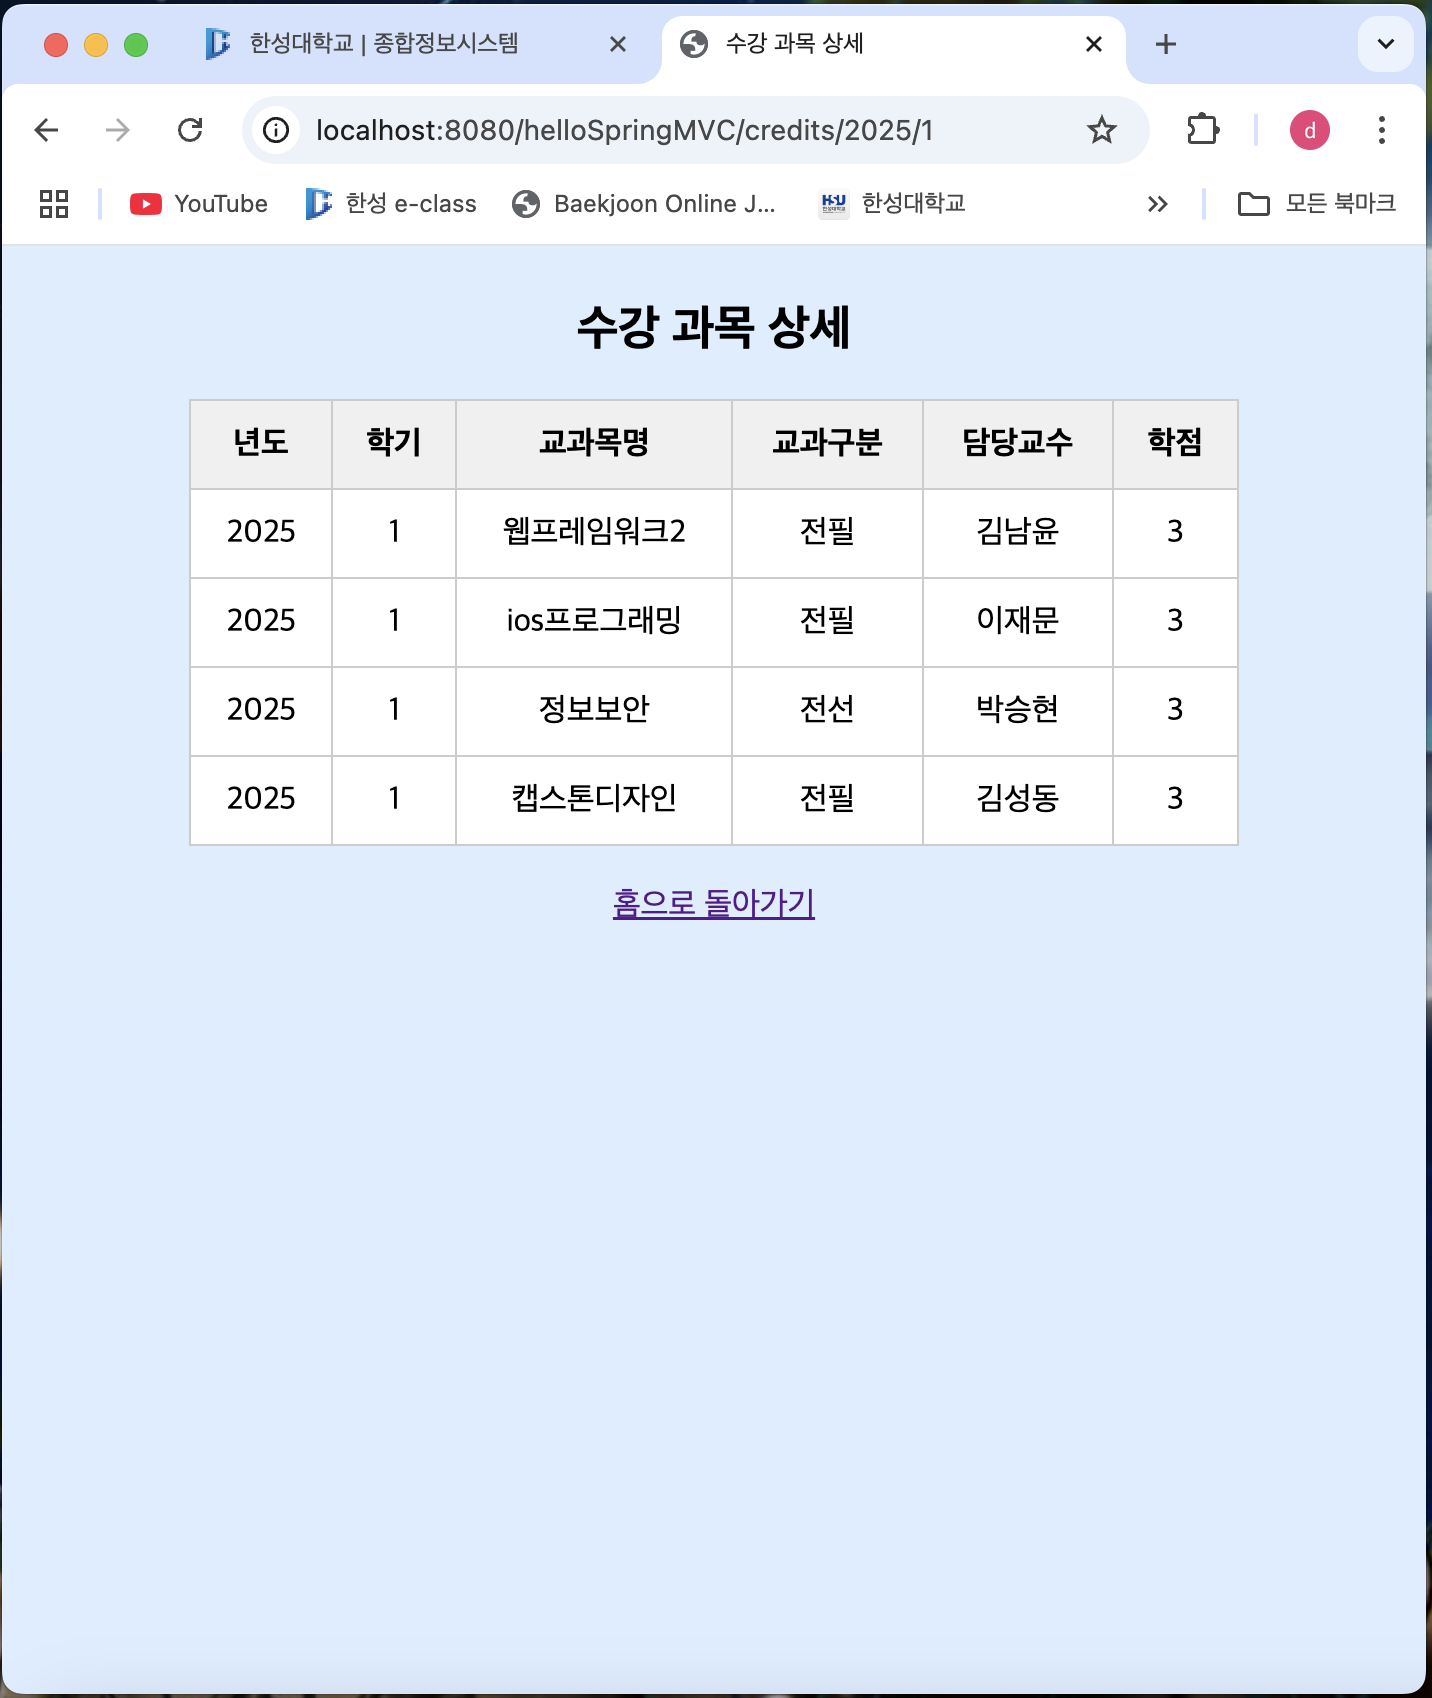 한성대학교 | 종합정보시스템
수강 과목 상세
localhost:8080/helloSpringMVC/credits/2025/1
d
YouTube
한성 e-class
Baekjoon Online J...
HSU
한성대학교
모든 북마크
수강 과목 상세
년도 학기 교과목명 교과구분 담당교수 학점
2025 1 웹프레임워크2 전필 김남윤 3
2025 1 ios프로그래밍 전필 이재문 3
2025 1 정보보안 전선 박승현 3
2025 1 캡스톤디자인 전필 김성동 3
홈으로 돌아가기